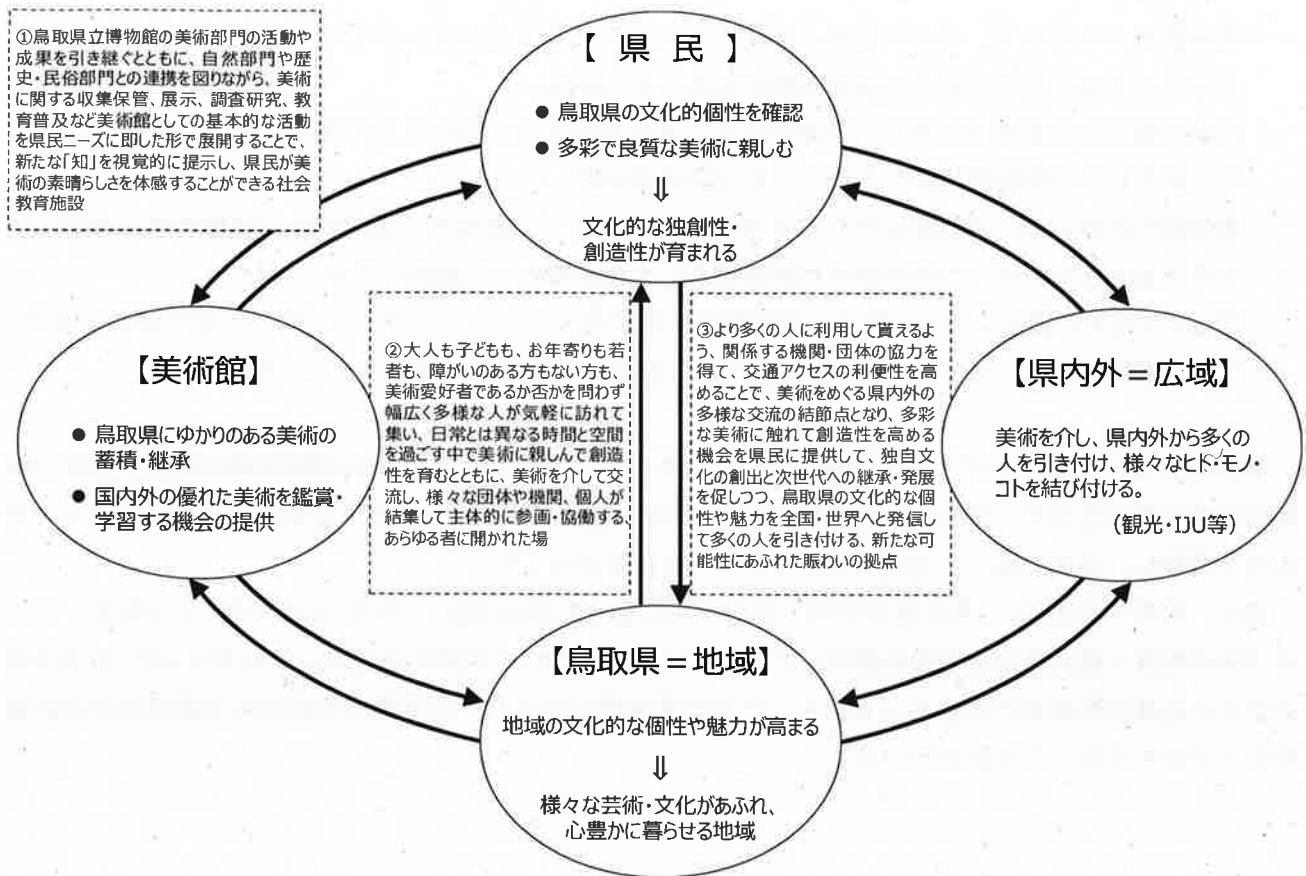 ①鳥取県立博物館の美術部門の活動や
成果を引き継ぐとともに、自然部門や歴
史・民俗部門との連携を図りながら、美術
に関する収集保管、展示、調査研究、教
育普及など美術館としての基本的な活動
を県民ニーズに即した形で展開することで、
新たな「知」を視覚的に提示し、県民が美
術の素晴らしさを体感することができる社会
教育施設
【 県 民 】
● 鳥取県の文化的個性を確認
● 多彩で良質な美術に親しむ
⇓
文化的な独創性・
創造性が育まれる
【美術館】
● 鳥取県にゆかりのある美術の
蓄積・継承
● 国内外の優れた美術を鑑賞・
学習する機会の提供
②大人も子どもも、お年寄りも若
者も、障がいのある方もない方も、
美術愛好者であるか否かを問わず
幅広く多様な人が気軽に訪れて
集い、日常とは異なる時間と空間
を過ごす中で美術に親しんで創造
性を育むとともに、美術を介して交
流し、様々な団体や機関、個人が
結集して主体的に参画・協働する、
あらゆる者に開かれた場
③より多くの人に利用して貰えるよ
う、関係する機関・団体の協力を
得て、交通アクセスの利便性を高
めることで、美術をめぐる県内外の
多様な交流の結節点となり、多彩
な美術に触れて創造性を高める
機会を県民に提供して、独自文
化の創出と次世代への継承・発展
を促しつつ、鳥取県の文化的な個
性や魅力を全国・世界へと発信し
て多くの人を引き付ける、新たな可
能性にあふれた賑わいの拠点
【県内外＝広域】
美術を介し、県内外から多くの
人を引き付け、様々なヒト・モノ・
コトを結び付ける。
（観光・IJU等）
【鳥取県＝地域】
地域の文化的な個性や魅力が高まる
⇓
様々な芸術・文化があふれ、
心豊かに暮らせる地域